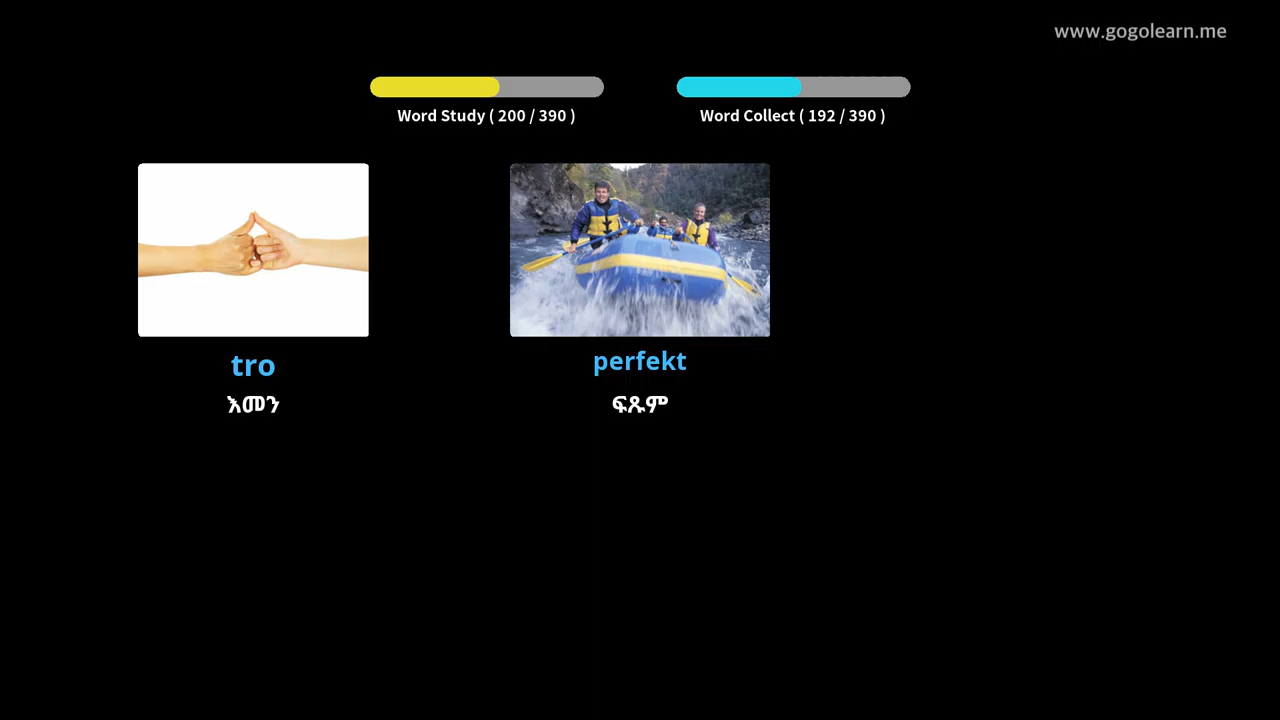 www.gogolearn.me
Word Study ( 200 / 390 )
Word Collect ( 192 / 390 )
tro
perfekt
እመን
ፍጹም